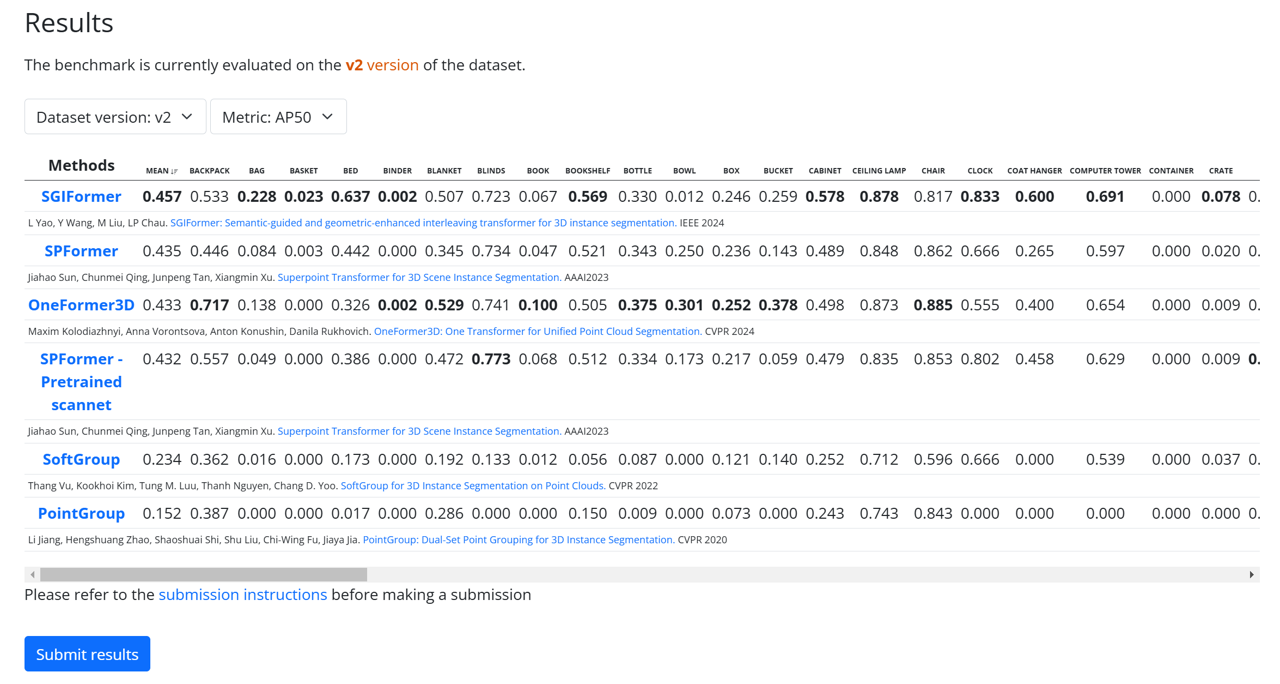 Results
The benchmark is currently evaluated on the v2 version of the dataset.
Dataset version: v2 Metric: AP50
Methods MEAN BACKPACK BAG BASKET BED BINDER BLANKET BLINDS BOOK BOOKSHELF BOTTLE BOWL BOX BUCKET CABINET CEILING LAMP CHAIR CLOCK COAT HANGER COMPUTER TOWER CONTAINER CRATE
SGIFormer 0.457 0.533 0.228 0.023 0.637 0.002 0.507 0.723 0.067 0.569 0.330 0.012 0.246 0.259 0.578 0.878 0.817 0.833 0.600 0.691 0.000 0.078 0.
L Yao, Y Wang, M Liu, LP Chau. SGIFormer: Semantic-guided and geometric-enhanced interleaving transformer for 3D instance segmentation. IEEE 2024
SPFormer 0.435 0.446 0.084 0.003 0.442 0.000 0.345 0.734 0.047 0.521 0.343 0.250 0.236 0.143 0.489 0.848 0.862 0.666 0.265 0.597 0.000 0.020 0.
Jiahao Sun, Chunmei Qing, Junpeng Tan, Xiangmin Xu. Superpoint Transformer for 3D Scene Instance Segmentation. AAAI2023
OneFormer3D 0.433 0.717 0.138 0.000 0.326 0.002 0.529 0.741 0.100 0.505 0.375 0.301 0.252 0.378 0.498 0.873 0.885 0.555 0.400 0.654 0.000 0.009 0.
Maxim Kolodiazhnyi, Anna Vorontsova, Anton Konushin, Danila Rukhovich. OneFormer3D: One Transformer for Unified Point Cloud Segmentation. CVPR 2024
SPFormer - 0.432 0.557 0.049 0.000 0.386 0.000 0.472 0.773 0.068 0.512 0.334 0.173 0.217 0.059 0.479 0.835 0.853 0.802 0.458 0.629 0.000 0.009 0.
Pretrained
scannet
Jiahao Sun, Chunmei Qing, Junpeng Tan, Xiangmin Xu. Superpoint Transformer for 3D Scene Instance Segmentation. AAAI2023
SoftGroup 0.234 0.362 0.016 0.000 0.173 0.000 0.192 0.133 0.012 0.056 0.087 0.000 0.121 0.140 0.252 0.712 0.596 0.666 0.000 0.539 0.000 0.037 0.
Thang Vu, Kookhoi Kim, Tung M. Luu, Thanh Nguyen, Chang D. Yoo. SoftGroup for 3D Instance Segmentation on Point Clouds. CVPR 2022
PointGroup 0.152 0.387 0.000 0.000 0.017 0.000 0.286 0.000 0.000 0.150 0.009 0.000 0.073 0.000 0.243 0.743 0.843 0.000 0.000 0.000 0.000 0.000 0.
Li Jiang, Hengshuang Zhao, Shaoshuai Shi, Shu Liu, Chi-Wing Fu, Jiaya Jia. PointGroup: Dual-Set Point Grouping for 3D Instance Segmentation. CVPR 2020
Please refer to the submission instructions before making a submission
Submit results